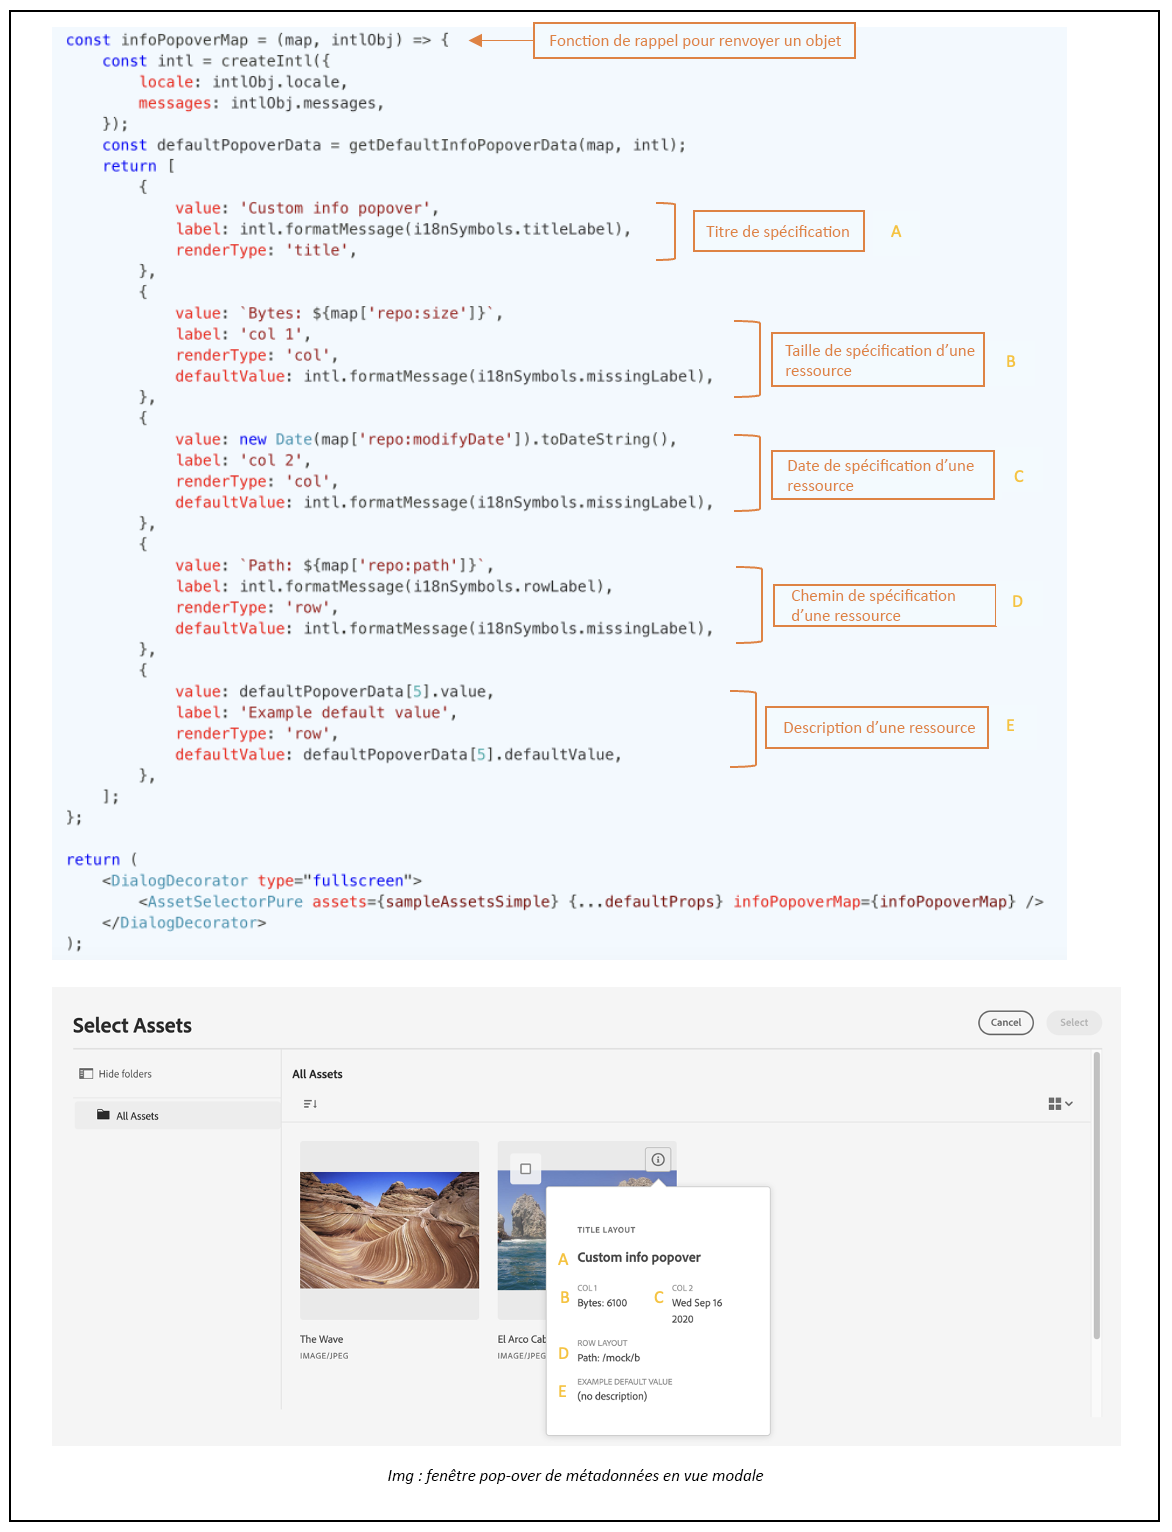 const infoPopoverMap = (map, intlObj) => {
Fonction de rappel pour renvoyer un objet
const intl = createIntl({
locale: intlObj.locale,
messages: intlObj.messages,
});
const defaultPopoverData = getDefaultInfoPopoverData(map, intl);
return [
{
value: 'Custom info popover',
label: intl.formatMessage(i18nSymbols.titleLabel),
renderType: 'title',
Titre de spécification
A
},
{
value: `Bytes: ${map['repo:size']}`,
label: 'col 1',
renderType: 'col',
defaultValue: intl.formatMessage(i18nSymbols.missingLabel),
Taille de spécification d’une
ressource
B
},
{
value: new Date(map['repo:modifyDate']).toDateString(),
label: 'col 2',
renderType: 'col',
defaultValue: intl.formatMessage(i18nSymbols.missingLabel),
Date de spécification d’une
ressource
C
},
{
value: `Path: ${map['repo:path']}`,
label: intl.formatMessage(i18nSymbols.rowLabel),
renderType: 'row',
defaultValue: intl.formatMessage(i18nSymbols.missingLabel),
Chemin de spécification
d’une ressource
D
},
{
value: defaultPopoverData[5].value,
label: 'Example default value',
renderType: 'row',
defaultValue: defaultPopoverData[5].defaultValue,
Description d’une ressource
E
},
];
};
return (
<DialogDecorator type="fullscreen">
<AssetSelectorPure assets={sampleAssetsSimple} {...defaultProps} infoPopoverMap={infoPopoverMap} />
</DialogDecorator>
);
Select Assets
Cancel
Select
Hide folders
All Assets
All Assets
TITLE LAYOUT
A Custom info popover
COL 1
B Bytes: 6100
COL 2
C Wed Sep 16
2020
ROW LAYOUT
D Path: /mock/b
EXAMPLE DEFAULT VALUE
E (no description)
The Wave
IMAGE/JPEG
El Arco Cab
IMAGE/JPEG
Img : fenêtre pop-over de métadonnées en vue modale